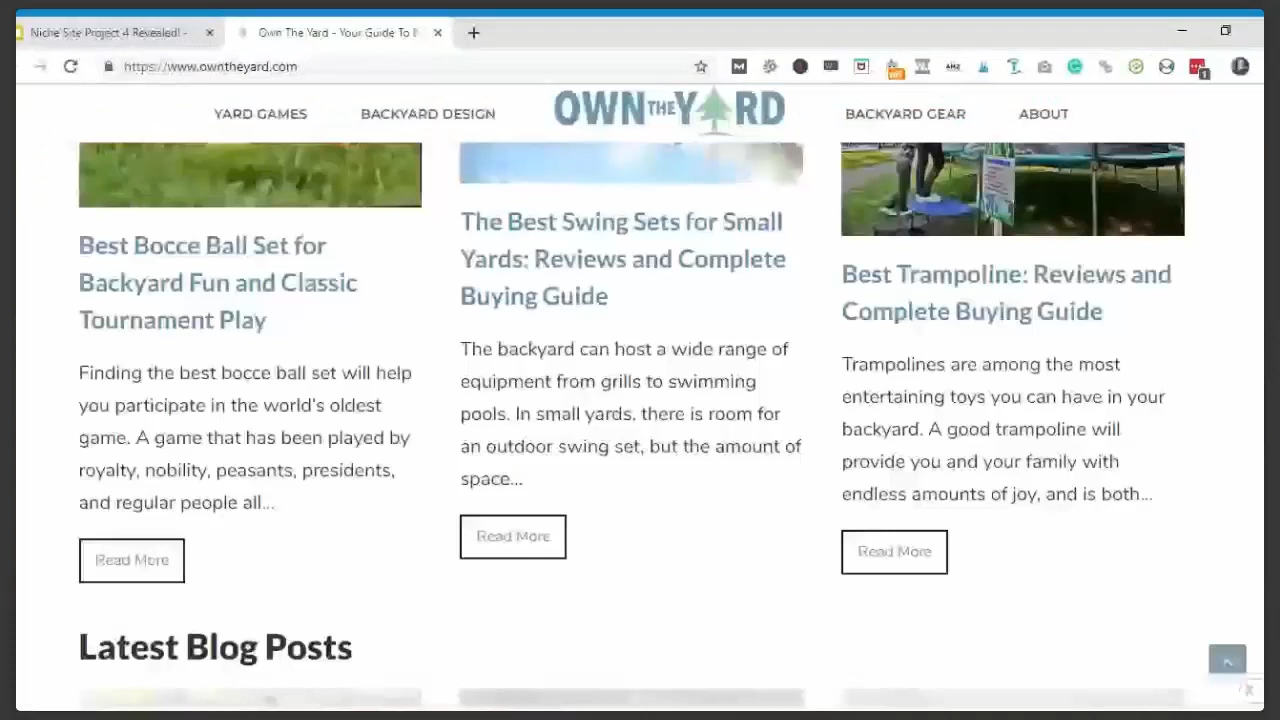 Niche Site Project 4 Revealed! -
Own The Yard - Your Guide To
https://www.owntheyard.com
YARD GAMES
BACKYARD DESIGN
OWN THE YARD
BACKYARD GEAR
ABOUT
Best Bocce Ball Set for
Backyard Fun and Classic
Tournament Play
Finding the best bocce ball set will help
you participate in the world's oldest
game. A game that has been played by
royalty, nobility, peasants, presidents,
and regular people all...
Read More
The Best Swing Sets for Small
Yards: Reviews and Complete
Buying Guide
The backyard can host a wide range of
equipment from grills to swimming
pools. In small yards, there is room for
an outdoor swing set, but the amount of
space...
Read More
Best Trampoline: Reviews and
Complete Buying Guide
Trampolines are among the most
entertaining toys you can have in your
backyard. A good trampoline will
provide you and your family with
endless amounts of joy, and is both...
Read More
Latest Blog Posts